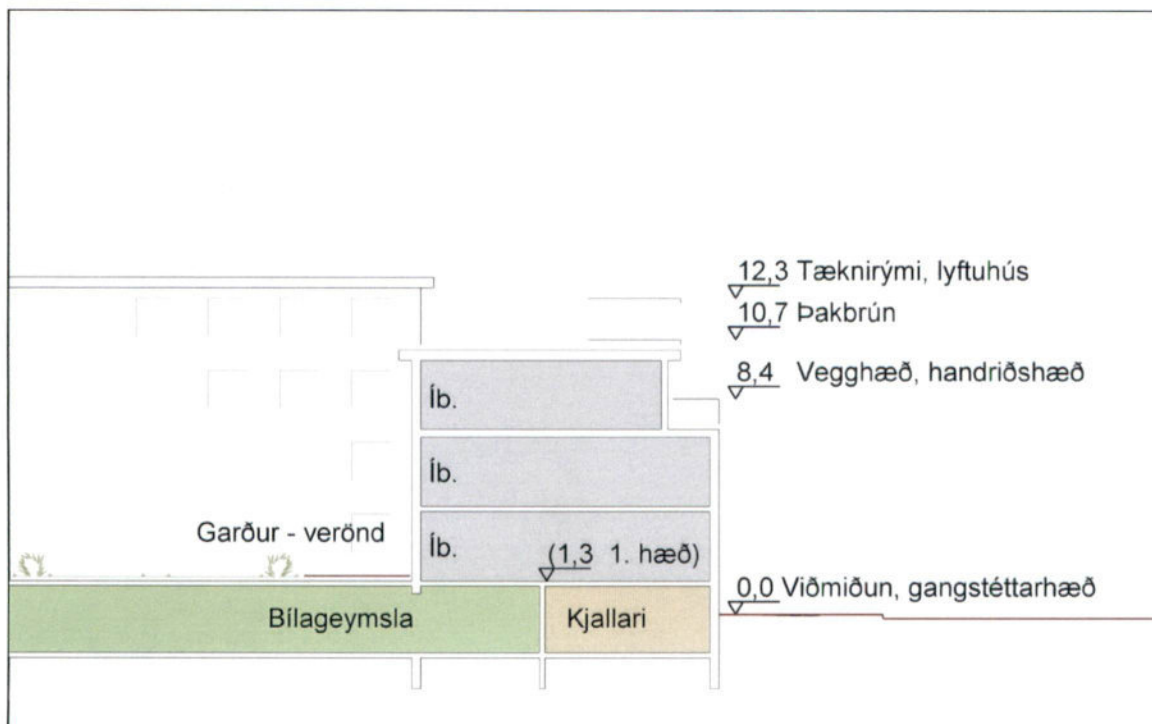 12,3 Tæknirými, lyftuhús
10,7 Þakbrún
8,4 Vegghæð, handriðshæð
Íb.
Íb.
Garður - verönd
Íb.
(1,3 1. hæð)
0,0 Viðmiðun, gangstéttarhæð
Bílageymsla
Kjallari